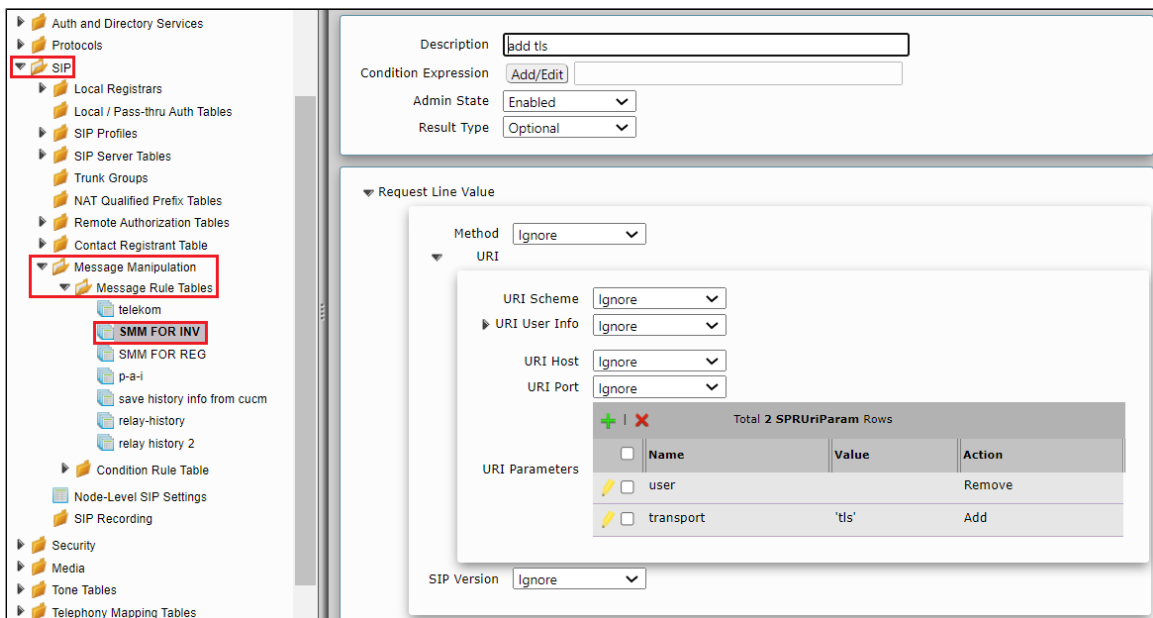 Auth and Directory Services
Protocols
SIP
Local Registrars
Local / Pass-thru Auth Tables
SIP Profiles
SIP Server Tables
Trunk Groups
NAT Qualified Prefix Tables
Remote Authorization Tables
Contact Registrant Table
Message Manipulation
Message Rule Tables
telekom
SMM FOR INV
SMM FOR REG
p-a-i
save history info from cucm
relay-history
relay history 2
Condition Rule Table
Node-Level SIP Settings
SIP Recording
Security
Media
Tone Tables
Telephony Mapping Tables
Description add tls
Condition Expression Add/Edit
Admin State Enabled
Result Type Optional
Request Line Value
Method Ignore
URI
URI Scheme Ignore
URI User Info Ignore
URI Host Ignore
URI Port Ignore
URI Parameters
Total 2 SPRUriParam Rows
Name Value Action
user Remove
transport 'tls' Add
SIP Version Ignore